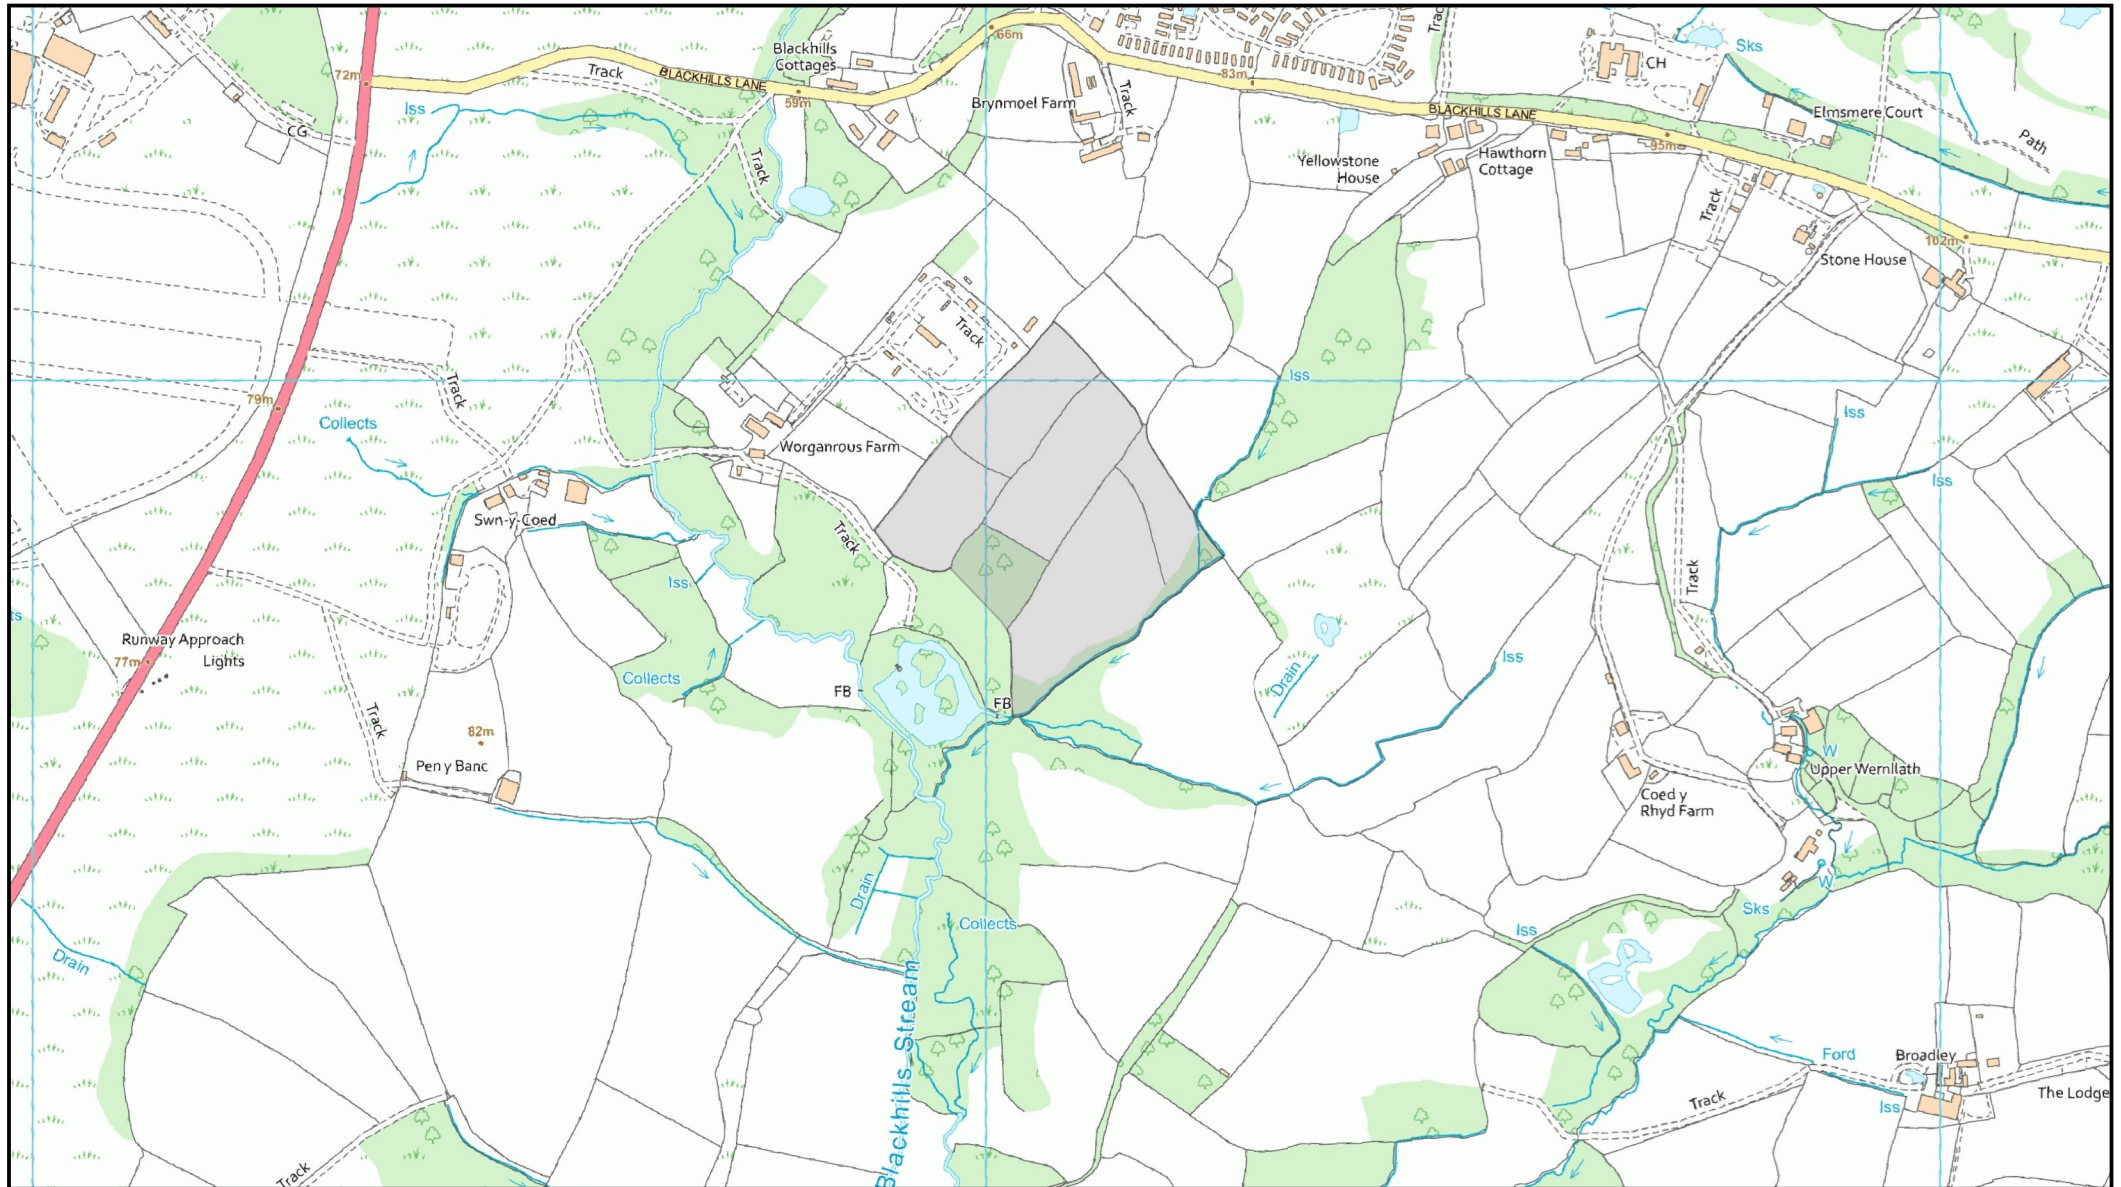 Blackhills
Cottages
66m
Track
Sks
72m
Track
BLACKHILLS LANE
59m
83m
CH
Iss
Brynmoel Farm
Track
BLACKHILLS LANE
Elmsmere Court
CG
Track
Yellowstone
House
Hawthorn
Cottage
95m
Path
Track
102m
Stone House
Track
79m
Track
Iss
Iss
Collects
Worganrous Farm
Iss
Swn-y-Coed
Track
Iss
Track
Runway Approach
Lights
77m
Collects
FB
FB
Drain
Iss
Track
82m
Pen y Banc
W
Upper Wernllath
Coed y
Rhyd Farm
Drain
W
Collects
Sks
Iss
Drain
Blackhills Stream
Ford
Broadley
The Lodge
Iss
Track
Track